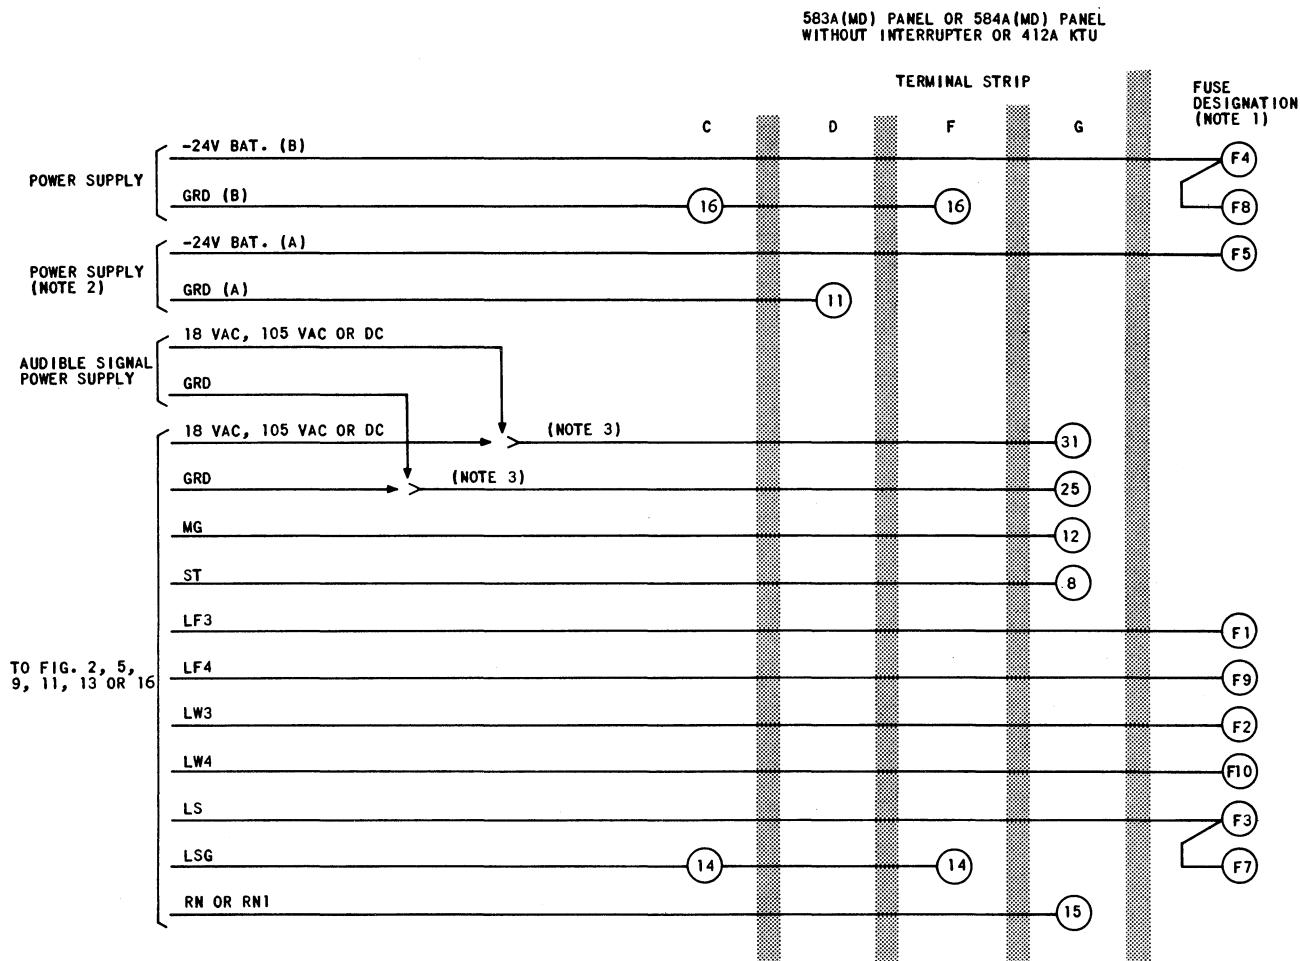 583A(MD) PANEL OR 584A(MD) PANEL
WITHOUT INTERRUPTER OR 412A KTU
TERMINAL STRIP
FUSE
DESIGNATION
(NOTE 1)
C D F G
POWER SUPPLY
-24V BAT. (B) F4
GRD (B) 16 16 F8
POWER SUPPLY
(NOTE 2)
-24V BAT. (A) F5
GRD (A) 11
AUDIBLE SIGNAL
POWER SUPPLY
18 VAC, 105 VAC OR DC
GRD
18 VAC, 105 VAC OR DC (NOTE 3) 31
GRD (NOTE 3) 25
MG 12
ST 8
LF3 F1
TO FIG. 2, 5,
9, 11, 13 OR 16
LF4 F9
LW3 F2
LW4 F10
LS F3
LSG 14 14 F7
RN OR RN1 15